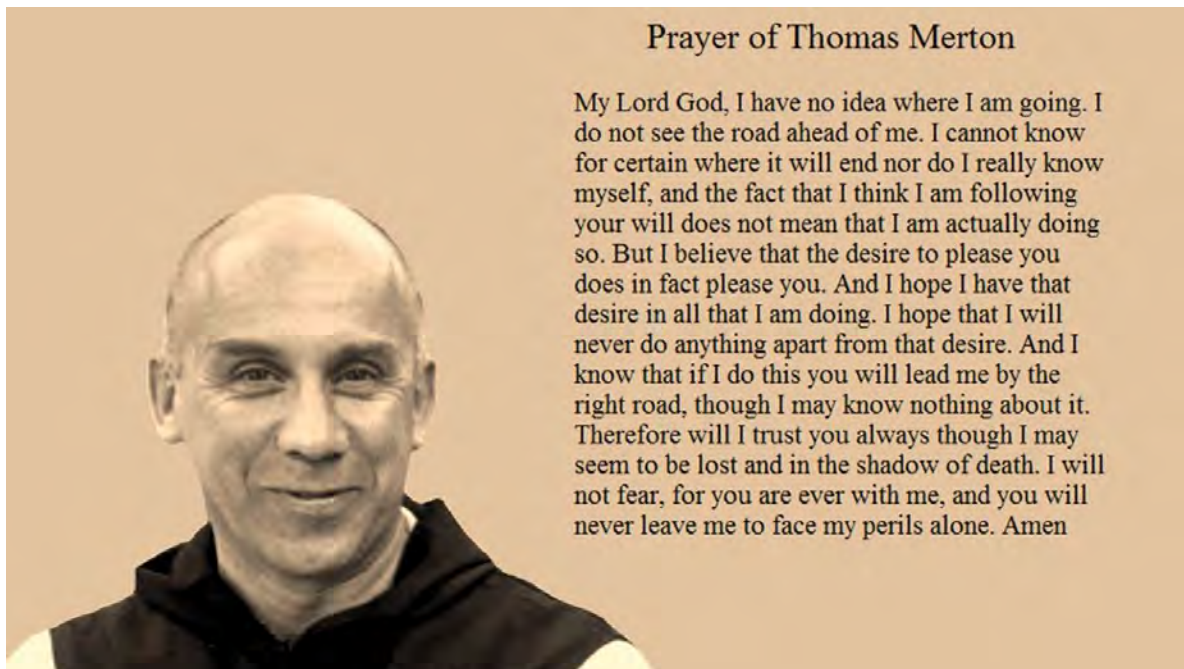 Prayer of Thomas Merton
My Lord God, I have no idea where I am going. I
do not see the road ahead of me. I cannot know
for certain where it will end nor do I really know
myself, and the fact that I think I am following
your will does not mean that I am actually doing
so. But I believe that the desire to please you
does in fact please you. And I hope I have that
desire in all that I am doing. I hope that I will
never do anything apart from that desire. And I
know that if I do this you will lead me by the
right road, though I may know nothing about it.
Therefore will I trust you always though I may
seem to be lost and in the shadow of death. I will
not fear, for you are ever with me, and you will
never leave me to face my perils alone. Amen